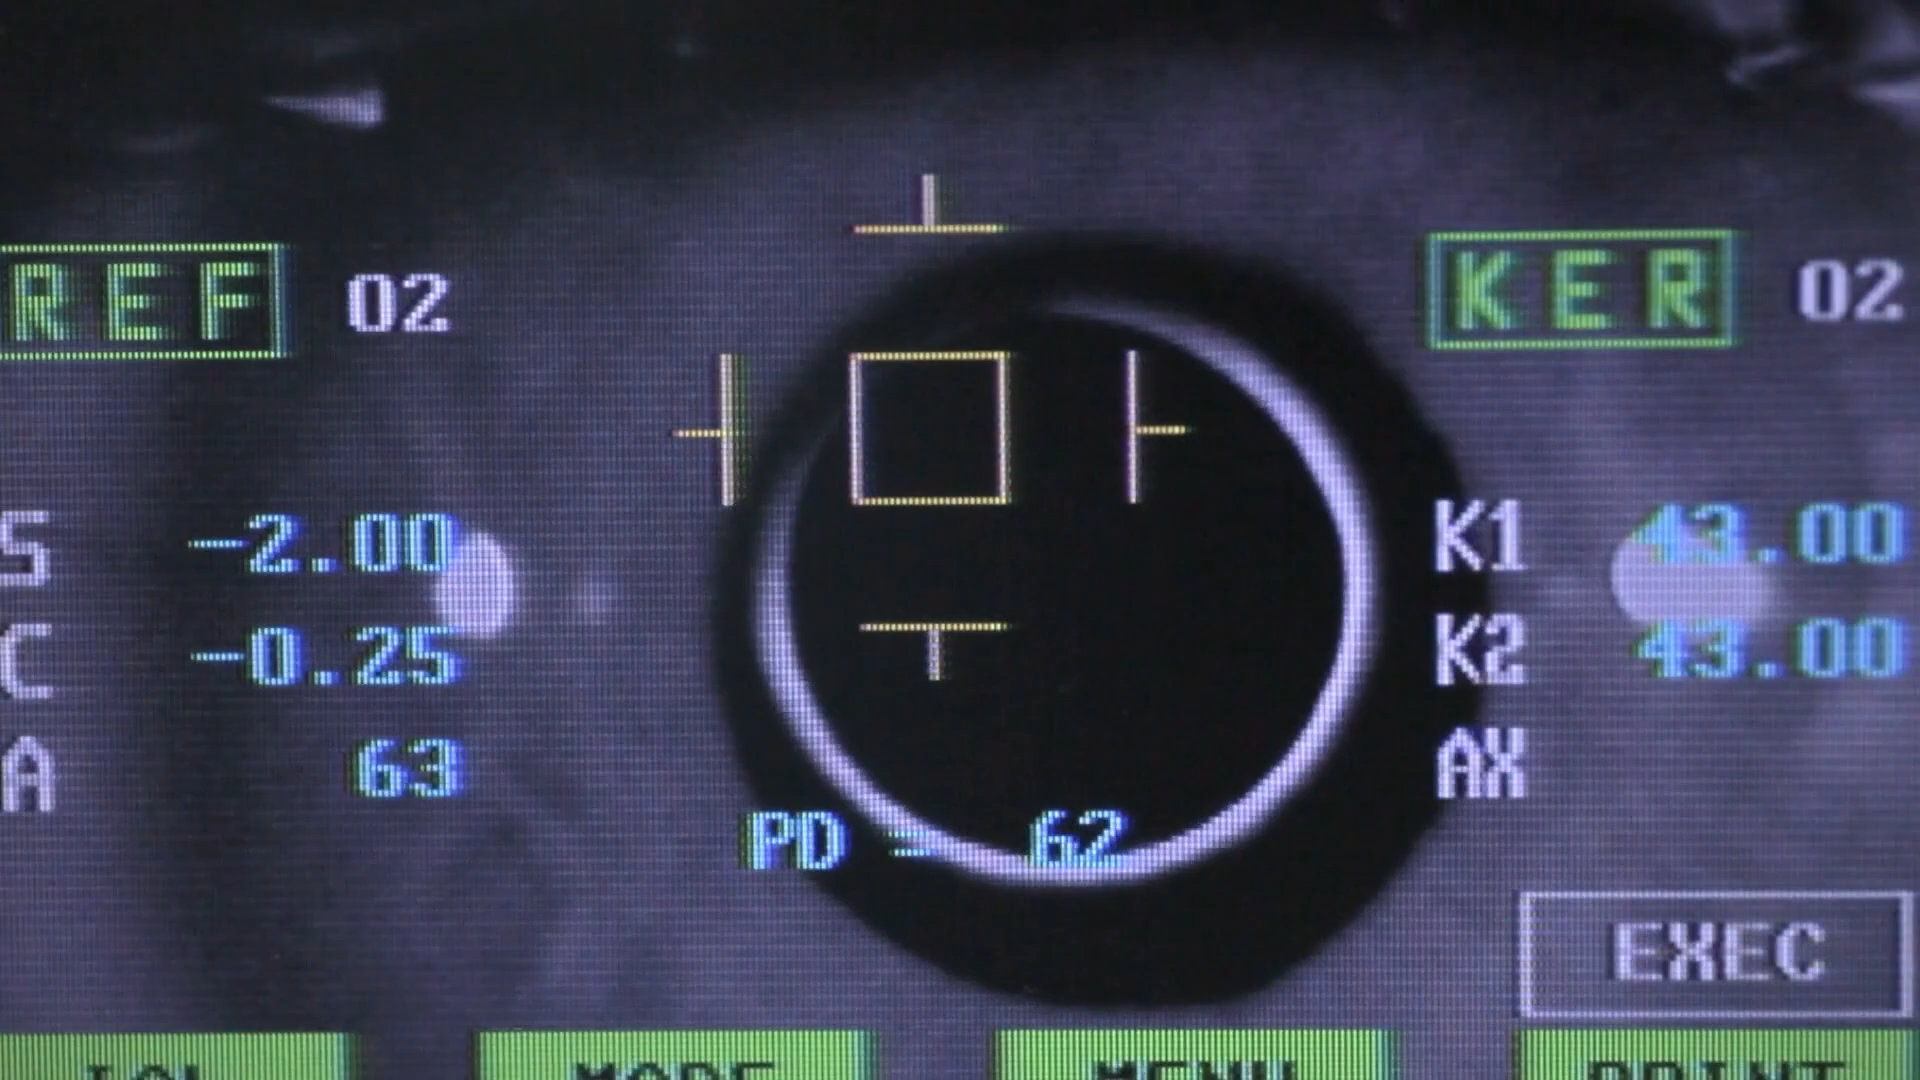 REF 02 KER 02
S -2.00 K1 43.00
C -0.25 K2 43.00
A 63 AX
PD = 62
EXEC
MODE MENU PRINT